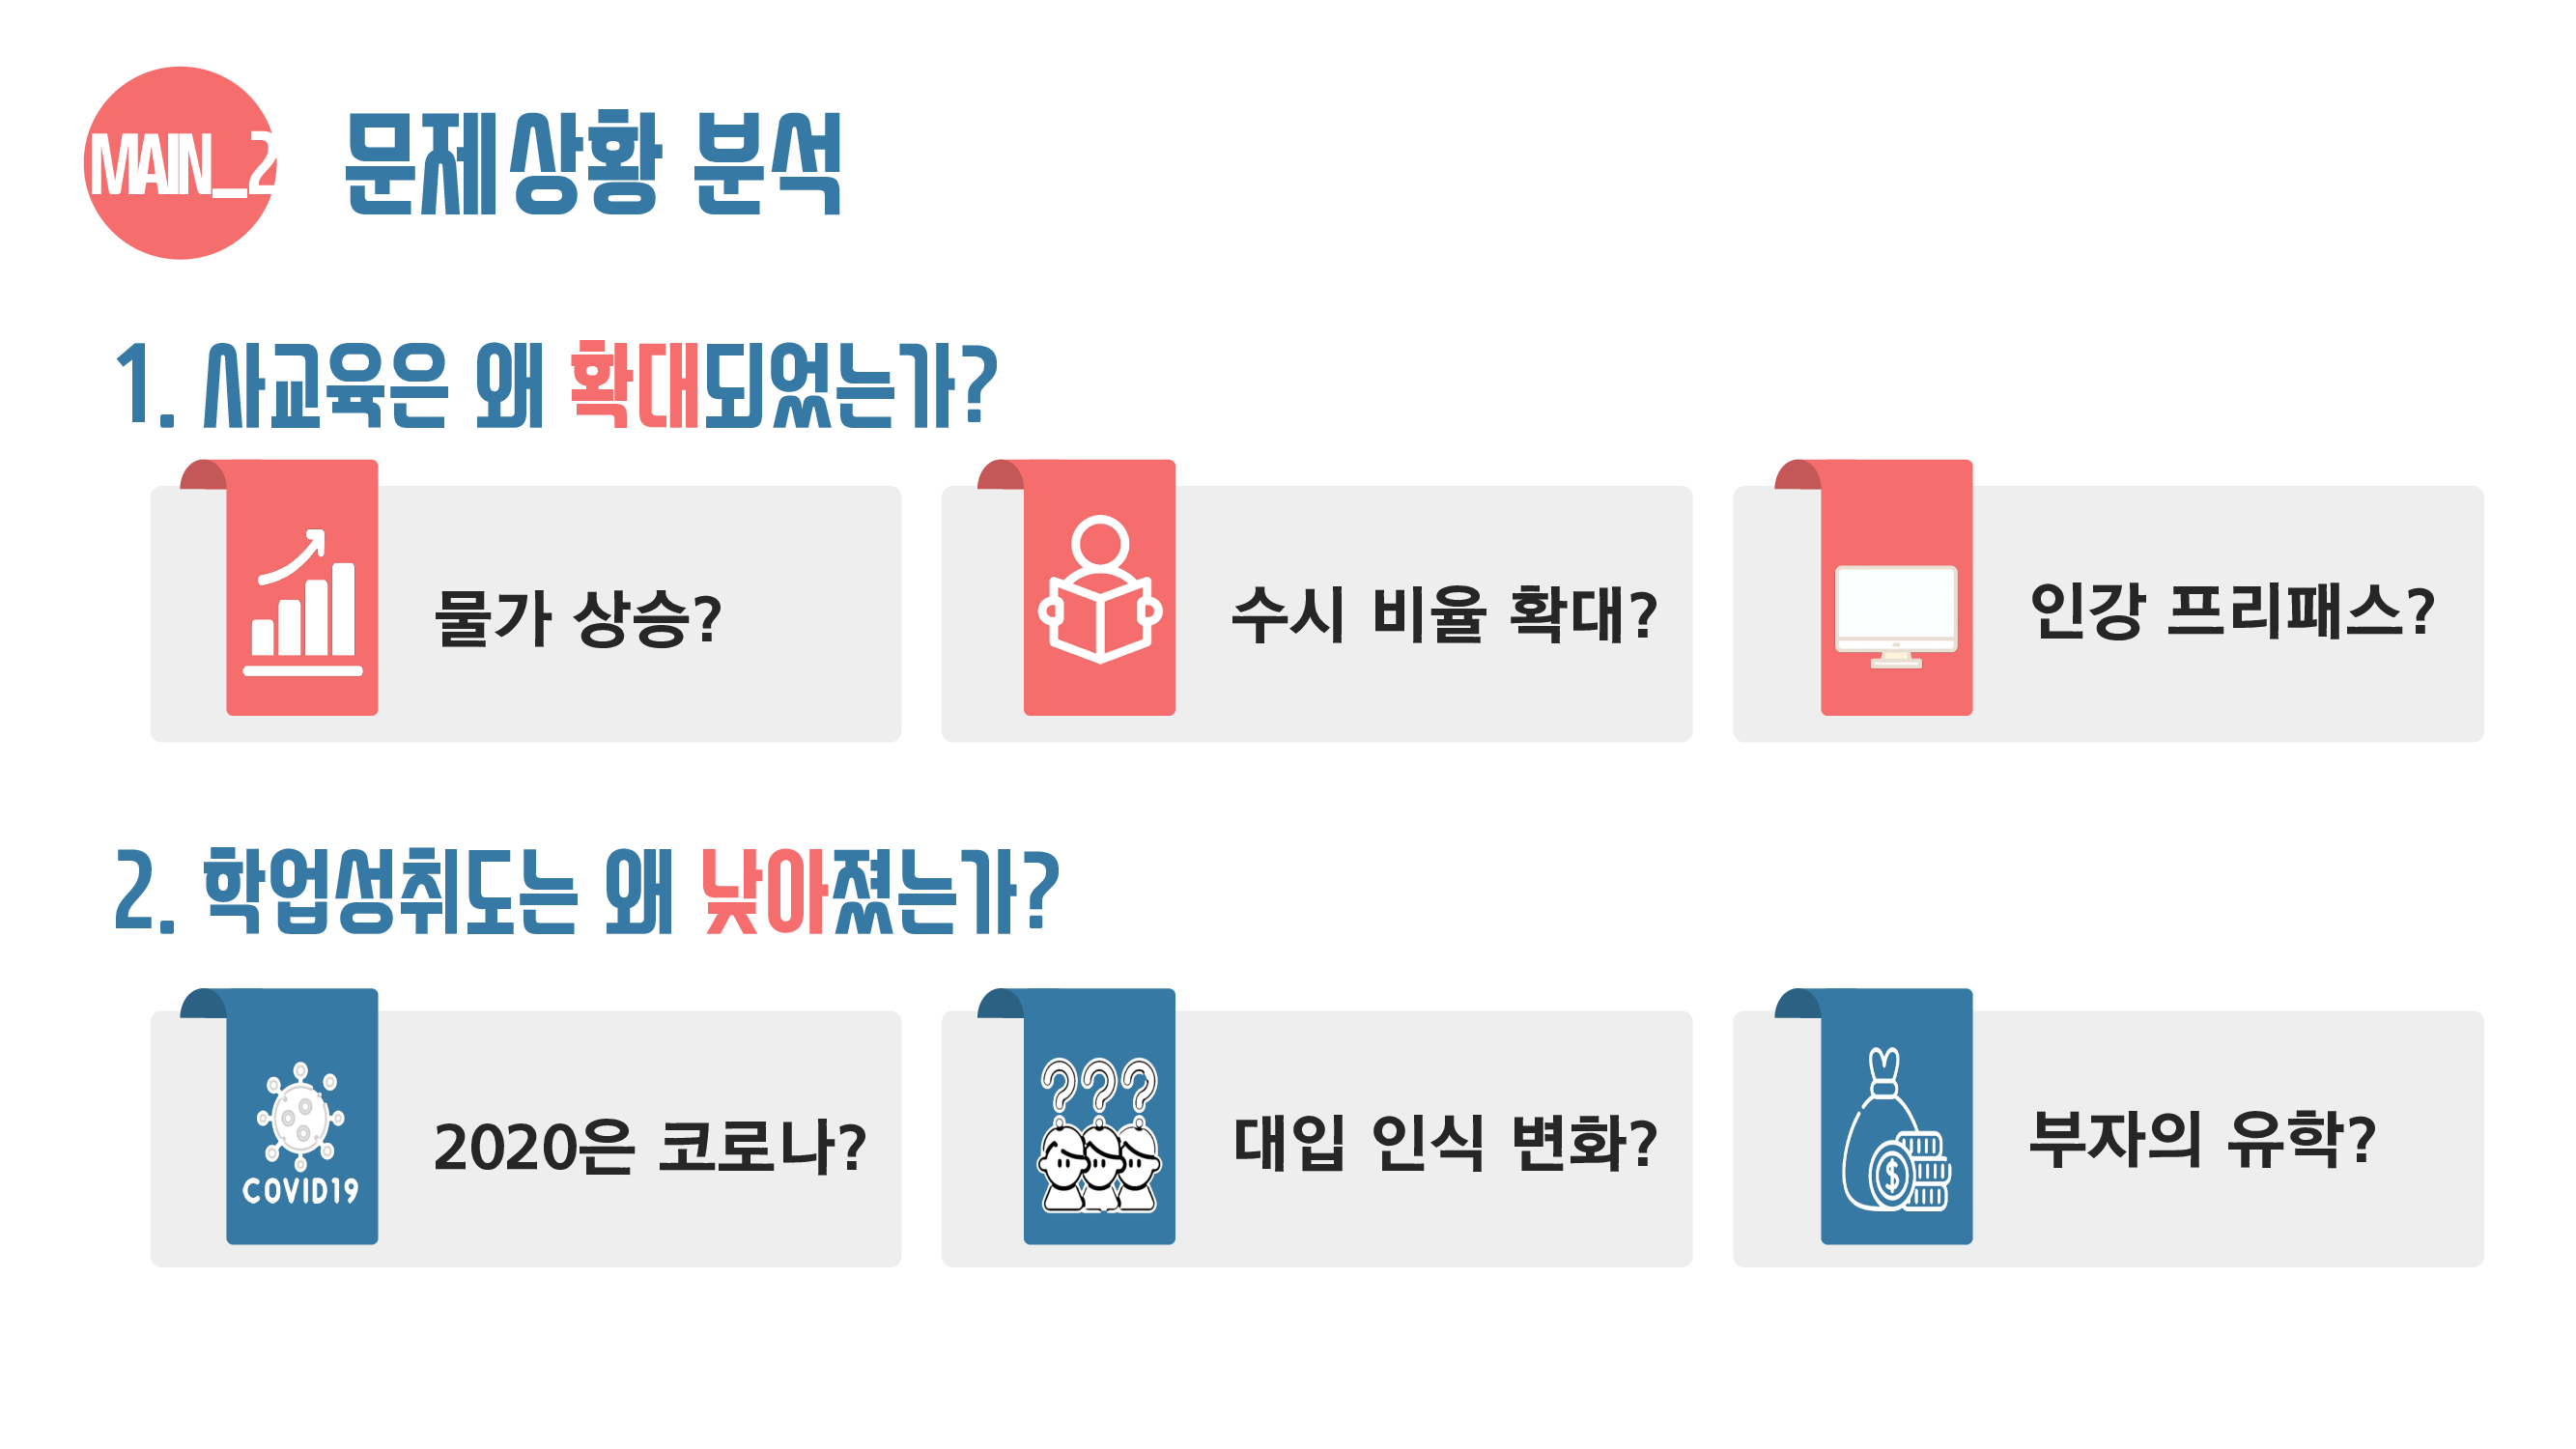 MAIN_2
문제상황 분석
1. 사교육은 왜 확대되었는가?
물가 상승?
수시 비율 확대?
인강 프리패스?
2. 학업성취도는 왜 낮아졌는가?
COVID19
2020은 코로나?
???
대입 인식 변화?
$
부자의 유학?